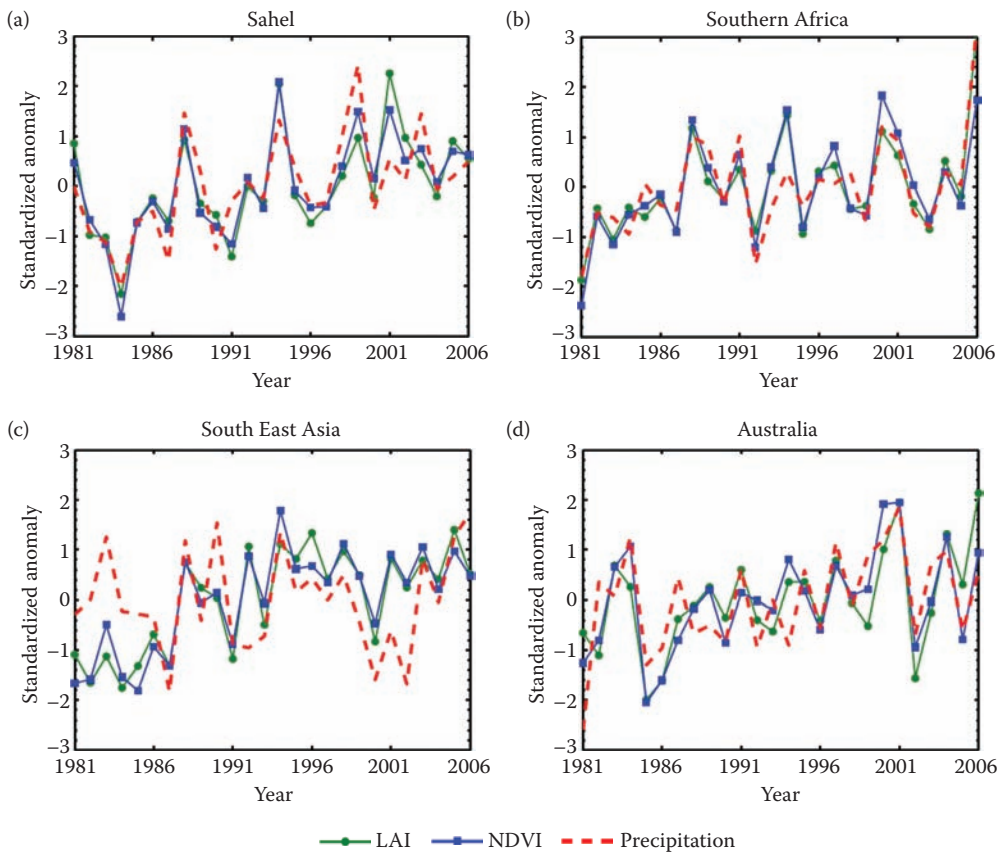 (a) Sahel
Standardized anomaly
3
2
1
0
−1
−2
−3
1981 1986 1991 1996 2001 2006
Year
(b) Southern Africa
Standardized anomaly
3
2
1
0
−1
−2
−3
1981 1986 1991 1996 2001 2006
Year
(c) South East Asia
Standardized anomaly
3
2
1
0
−1
−2
−3
1981 1986 1991 1996 2001 2006
Year
(d) Australia
Standardized anomaly
3
2
1
0
−1
−2
−3
1981 1986 1991 1996 2001 2006
Year
LAI NDVI Precipitation